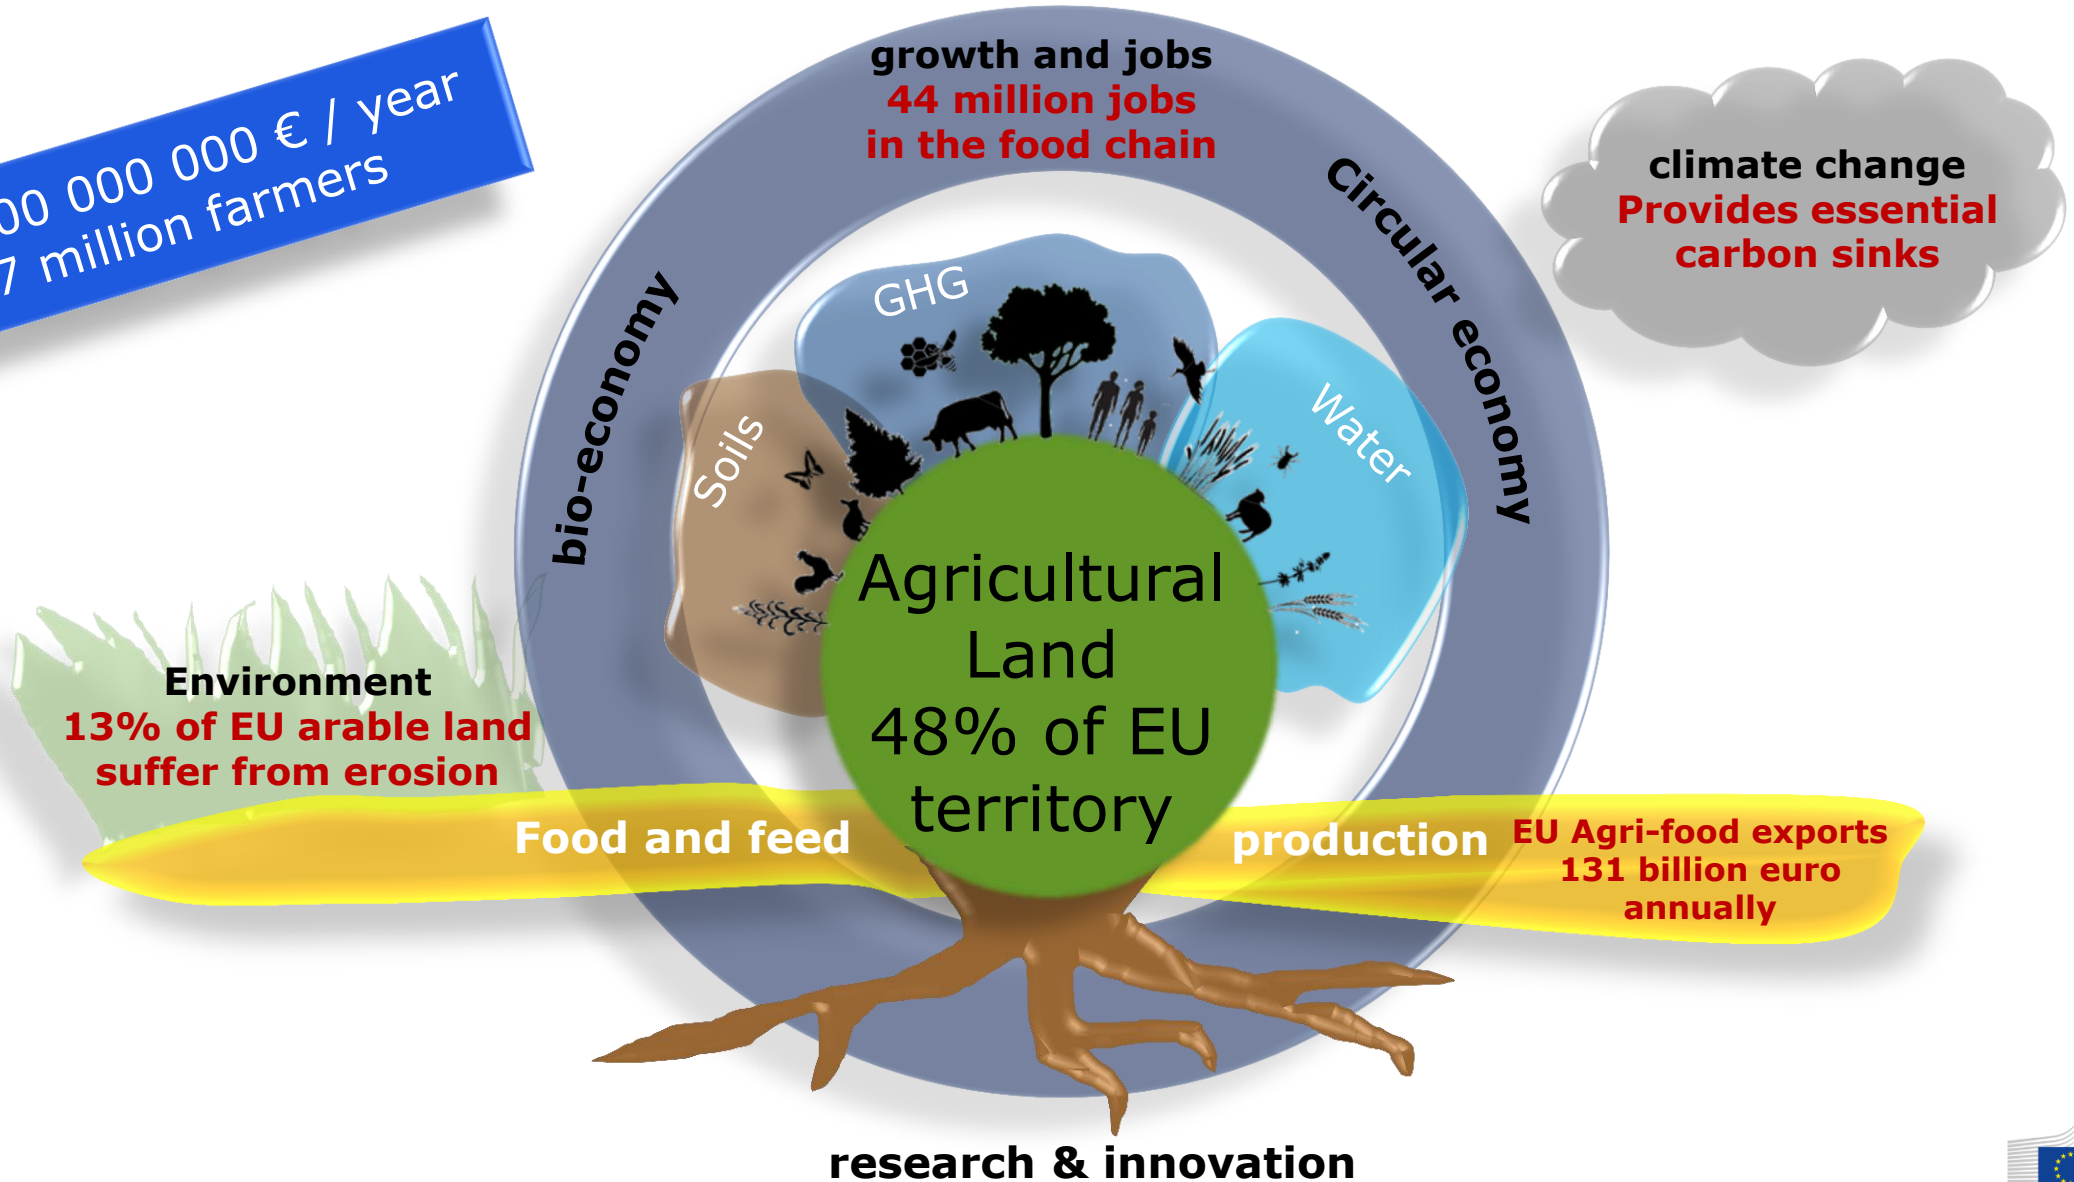 00 000 000 € / year
7 million farmers
growth and jobs
44 million jobs
in the food chain
climate change
Provides essential
carbon sinks
bio-economy
Circular economy
GHG
Soils
Water
Agricultural
Land
48% of EU
territory
Environment
13% of EU arable land
suffer from erosion
Food and feed
production
EU Agri-food exports
131 billion euro
annually
research & innovation